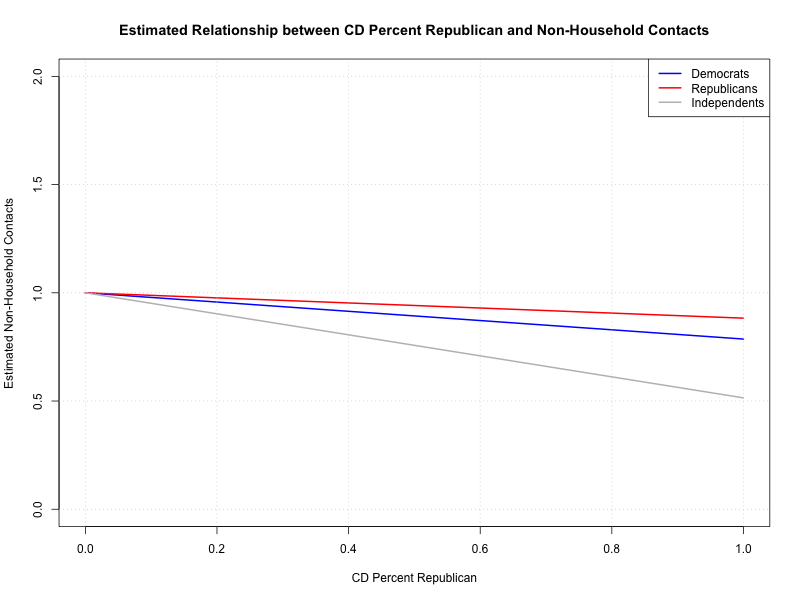 Estimated Relationship between CD Percent Republican and Non-Household Contacts
Democrats
Republicans
Independents
Estimated Non-Household Contacts
2.0
1.5
1.0
0.5
0.0
0.0 0.2 0.4 0.6 0.8 1.0
CD Percent Republican